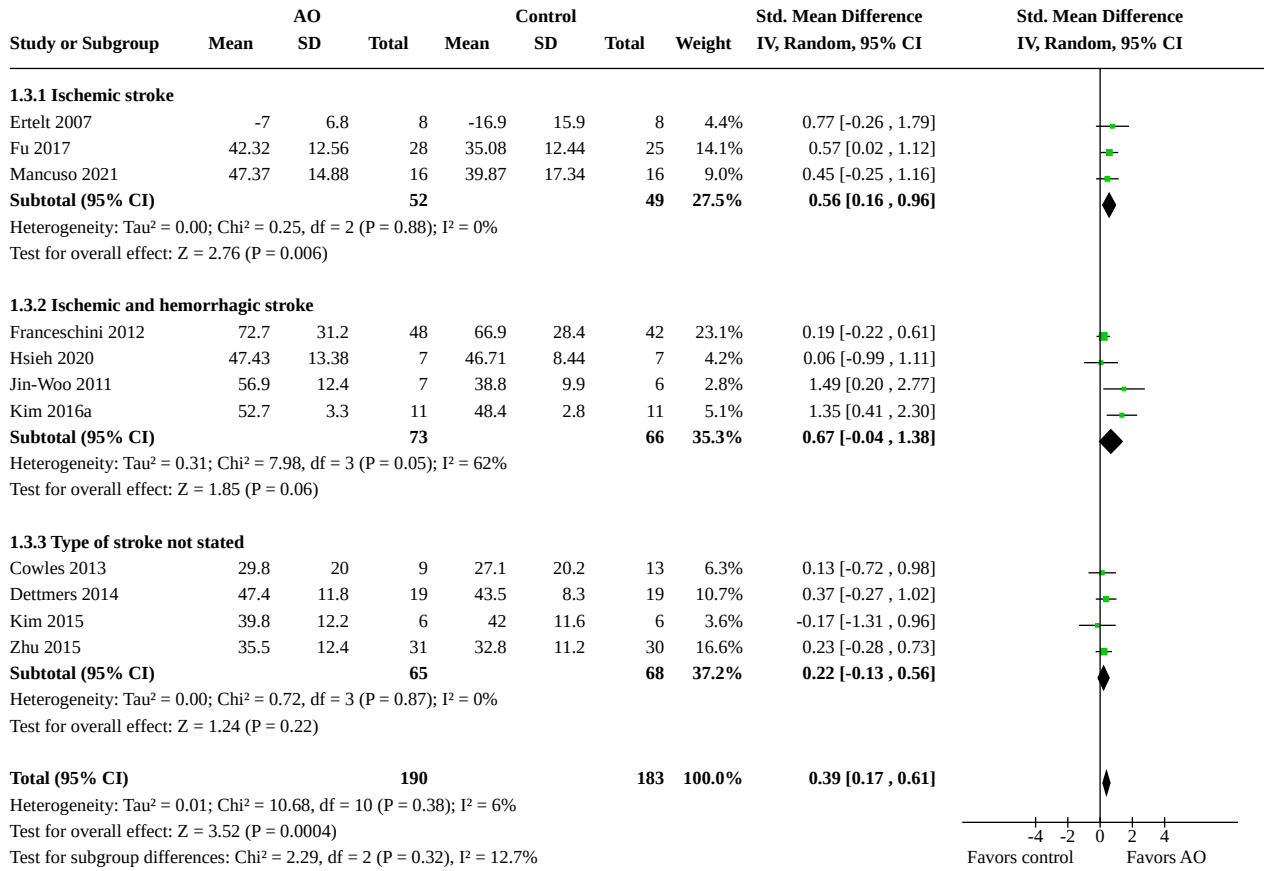 AO Control Std. Mean Difference Std. Mean Difference
Study or Subgroup Mean SD Total Mean SD Total Weight IV, Random, 95% CI IV, Random, 95% CI
1.3.1 Ischemic stroke
Ertelt 2007 -7 6.8 8 -16.9 15.9 8 4.4% 0.77 [-0.26 , 1.79]
Fu 2017 42.32 12.56 28 35.08 12.44 25 14.1% 0.57 [0.02 , 1.12]
Mancuso 2021 47.37 14.88 16 39.87 17.34 16 9.0% 0.45 [-0.25 , 1.16]
Subtotal (95% CI) 52 49 27.5% 0.56 [0.16 , 0.96]
Heterogeneity: Tau² = 0.00; Chi² = 0.25, df = 2 (P = 0.88); I² = 0%
Test for overall effect: Z = 2.76 (P = 0.006)
1.3.2 Ischemic and hemorrhagic stroke
Franceschini 2012 72.7 31.2 48 66.9 28.4 42 23.1% 0.19 [-0.22 , 0.61]
Hsieh 2020 47.43 13.38 7 46.71 8.44 7 4.2% 0.06 [-0.99 , 1.11]
Jin-Woo 2011 56.9 12.4 7 38.8 9.9 6 2.8% 1.49 [0.20 , 2.77]
Kim 2016a 52.7 3.3 11 48.4 2.8 11 5.1% 1.35 [0.41 , 2.30]
Subtotal (95% CI) 73 66 35.3% 0.67 [-0.04 , 1.38]
Heterogeneity: Tau² = 0.31; Chi² = 7.98, df = 3 (P = 0.05); I² = 62%
Test for overall effect: Z = 1.85 (P = 0.06)
1.3.3 Type of stroke not stated
Cowles 2013 29.8 20 9 27.1 20.2 13 6.3% 0.13 [-0.72 , 0.98]
Dettmers 2014 47.4 11.8 19 43.5 8.3 19 10.7% 0.37 [-0.27 , 1.02]
Kim 2015 39.8 12.2 6 42 11.6 6 3.6% -0.17 [-1.31 , 0.96]
Zhu 2015 35.5 12.4 31 32.8 11.2 30 16.6% 0.23 [-0.28 , 0.73]
Subtotal (95% CI) 65 68 37.2% 0.22 [-0.13 , 0.56]
Heterogeneity: Tau² = 0.00; Chi² = 0.72, df = 3 (P = 0.87); I² = 0%
Test for overall effect: Z = 1.24 (P = 0.22)
Total (95% CI) 190 183 100.0% 0.39 [0.17 , 0.61]
Heterogeneity: Tau² = 0.01; Chi² = 10.68, df = 10 (P = 0.38); I² = 6%
Test for overall effect: Z = 3.52 (P = 0.0004)
-4 -2 0 2 4
Test for subgroup differences: Chi² = 2.29, df = 2 (P = 0.32), I² = 12.7% Favors control Favors AO